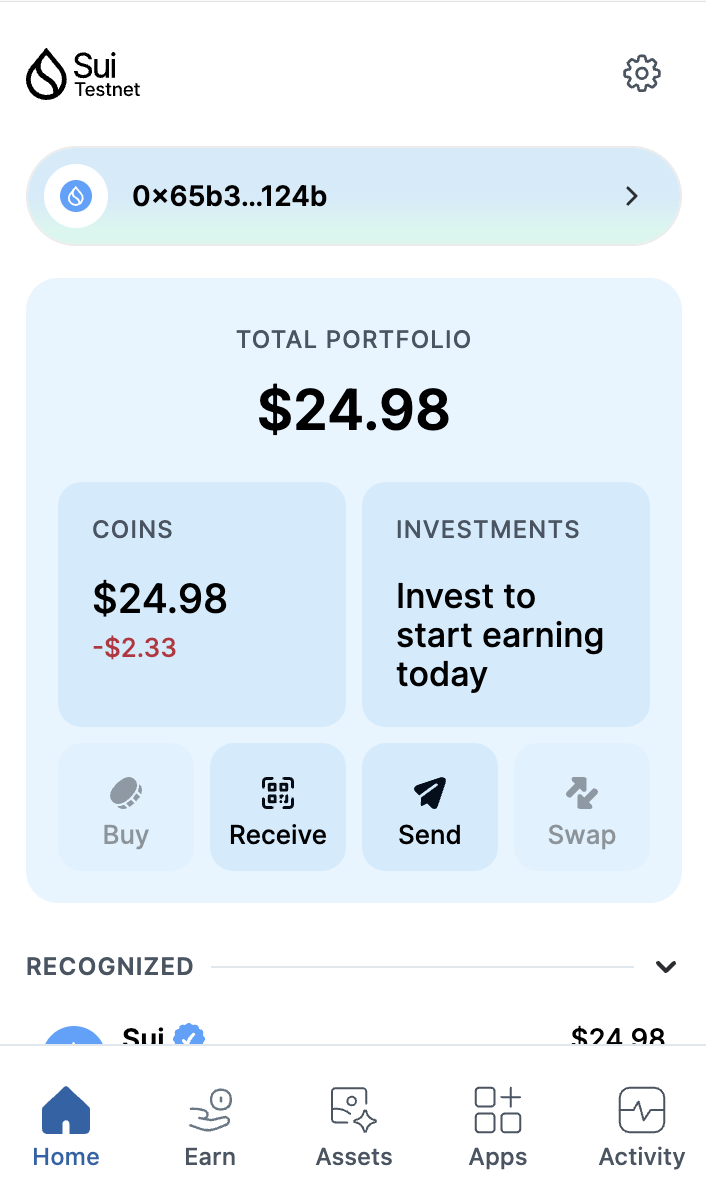 Sui
Testnet
0×65b3…124b
TOTAL PORTFOLIO
$24.98
COINS
$24.98
-$2.33
INVESTMENTS
Invest to
start earning
today
Buy
Receive
Send
Swap
RECOGNIZED
Sui
$24.98
Home
Earn
Assets
Apps
Activity